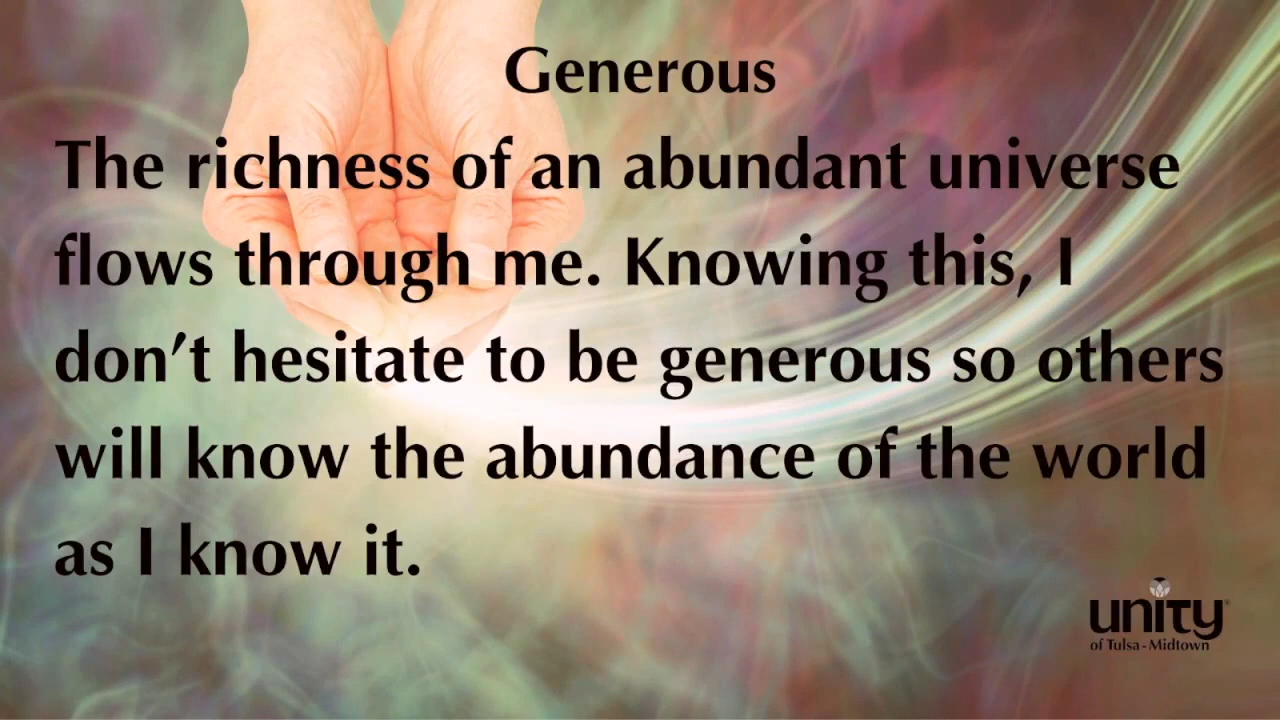 Generous
The richness of an abundant universe
flows through me. Knowing this, I
don’t hesitate to be generous so others
will know the abundance of the world
as I know it.
unity®
of Tulsa - Midtown